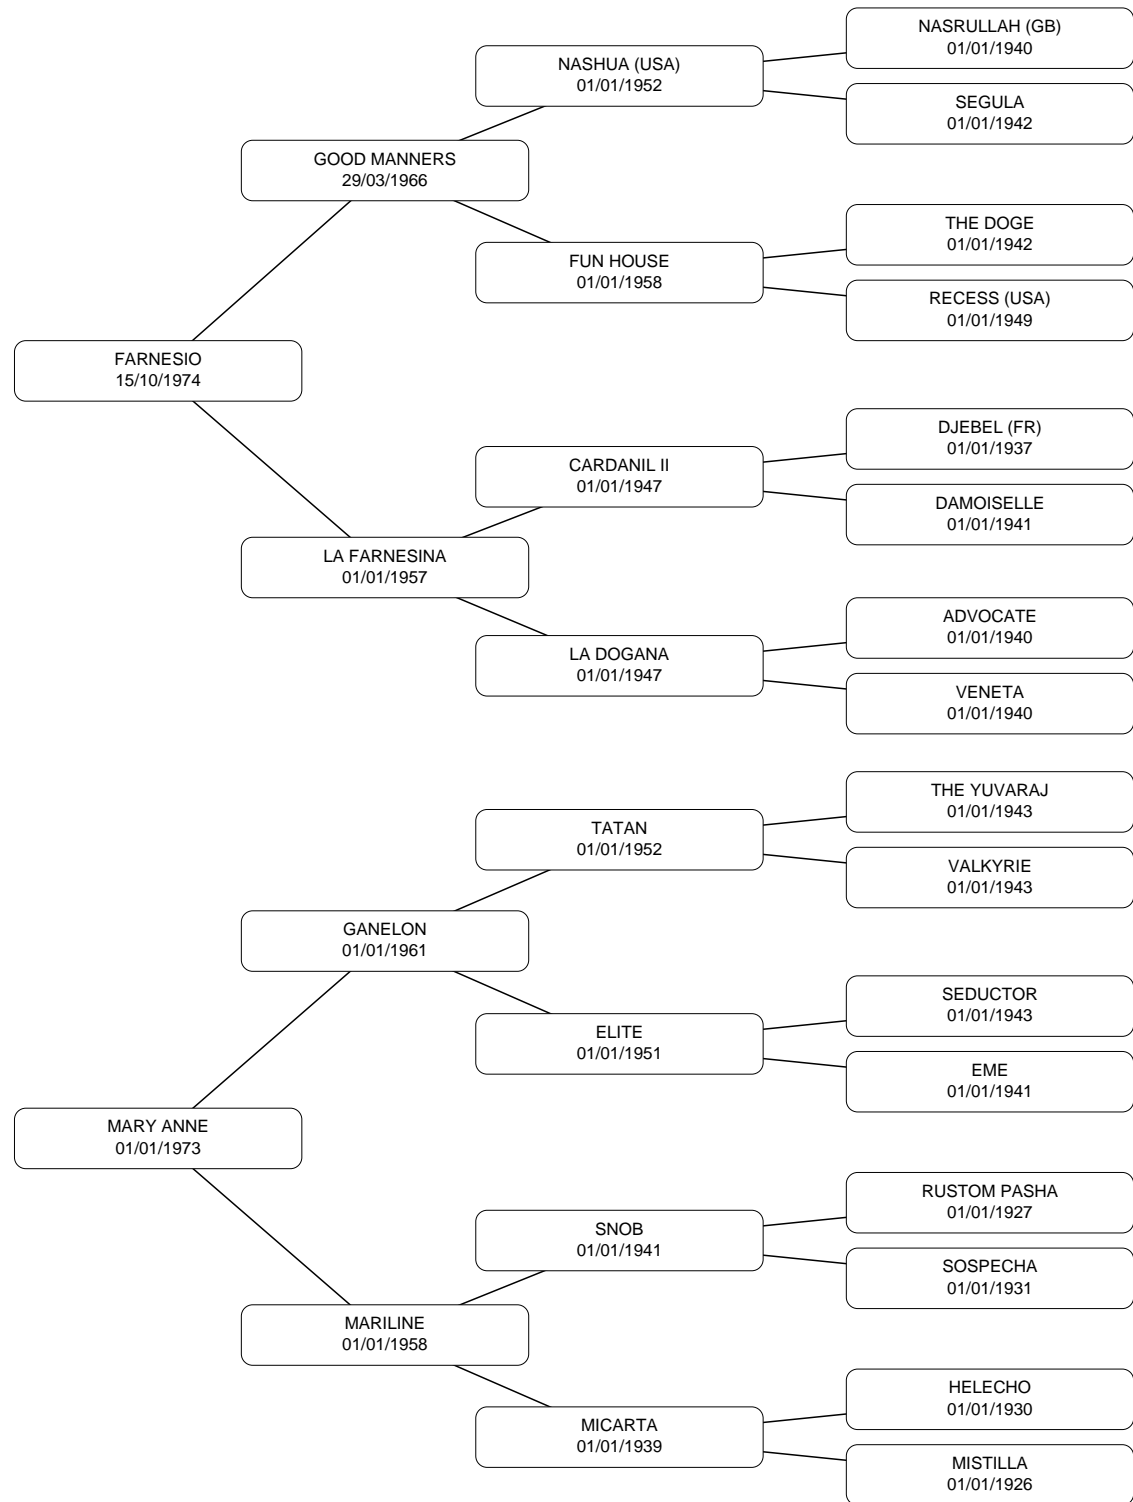 NASRULLAH (GB)
01/01/1940
NASHUA (USA)
01/01/1952
SEGULA
01/01/1942
GOOD MANNERS
29/03/1966
THE DOGE
01/01/1942
FUN HOUSE
01/01/1958
RECESS (USA)
01/01/1949
FARNESIO
15/10/1974
DJEBEL (FR)
01/01/1937
CARDANIL II
01/01/1947
DAMOISELLE
01/01/1941
LA FARNESINA
01/01/1957
ADVOCATE
01/01/1940
LA DOGANA
01/01/1947
VENETA
01/01/1940
THE YUVARAJ
01/01/1943
TATAN
01/01/1952
VALKYRIE
01/01/1943
GANELON
01/01/1961
SEDUCTOR
01/01/1943
ELITE
01/01/1951
EME
01/01/1941
MARY ANNE
01/01/1973
RUSTOM PASHA
01/01/1927
SNOB
01/01/1941
SOSPECHA
01/01/1931
MARILINE
01/01/1958
HELECHO
01/01/1930
MICARTA
01/01/1939
MISTILLA
01/01/1926